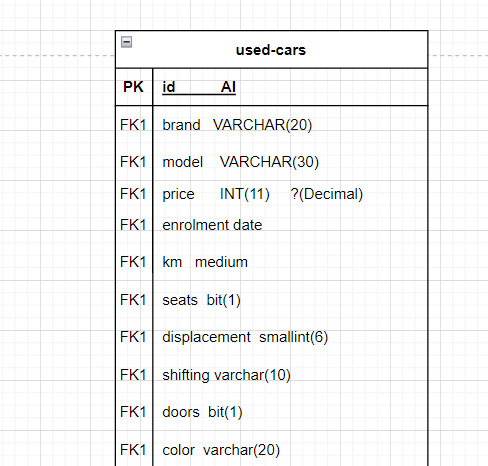 used-cars
PK id AI
FK1 brand VARCHAR(20)
FK1 model VARCHAR(30)
FK1 price INT(11) ?(Decimal)
FK1 enrolment date
FK1 km medium
FK1 seats bit(1)
FK1 displacement smallint(6)
FK1 shifting varchar(10)
FK1 doors bit(1)
FK1 color varchar(20)